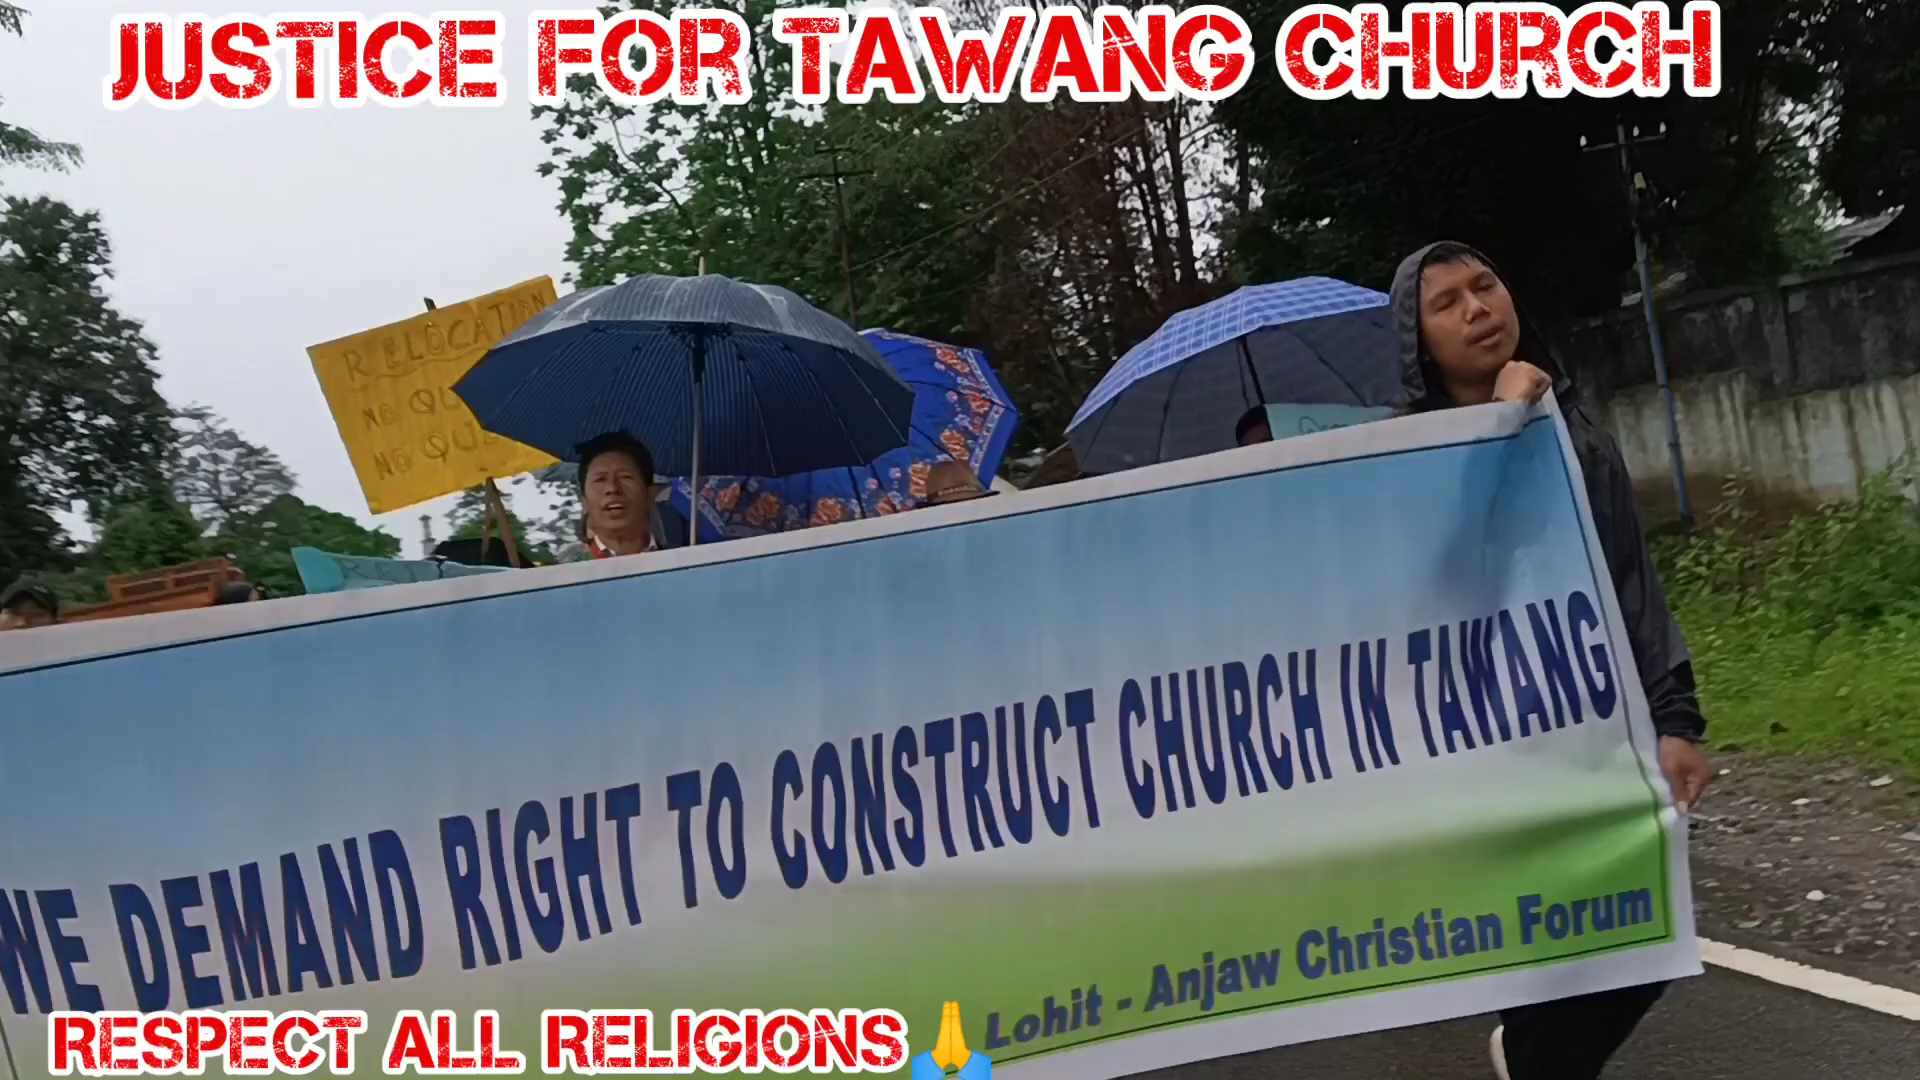 JUSTICE FOR TAWANG CHURCH
RELOCATION
NO
NO
WE DEMAND RIGHT TO CONSTRUCT CHURCH IN TAWANG
Lohit - Anjaw Christian Forum
RESPECT ALL RELIGIONS🙏